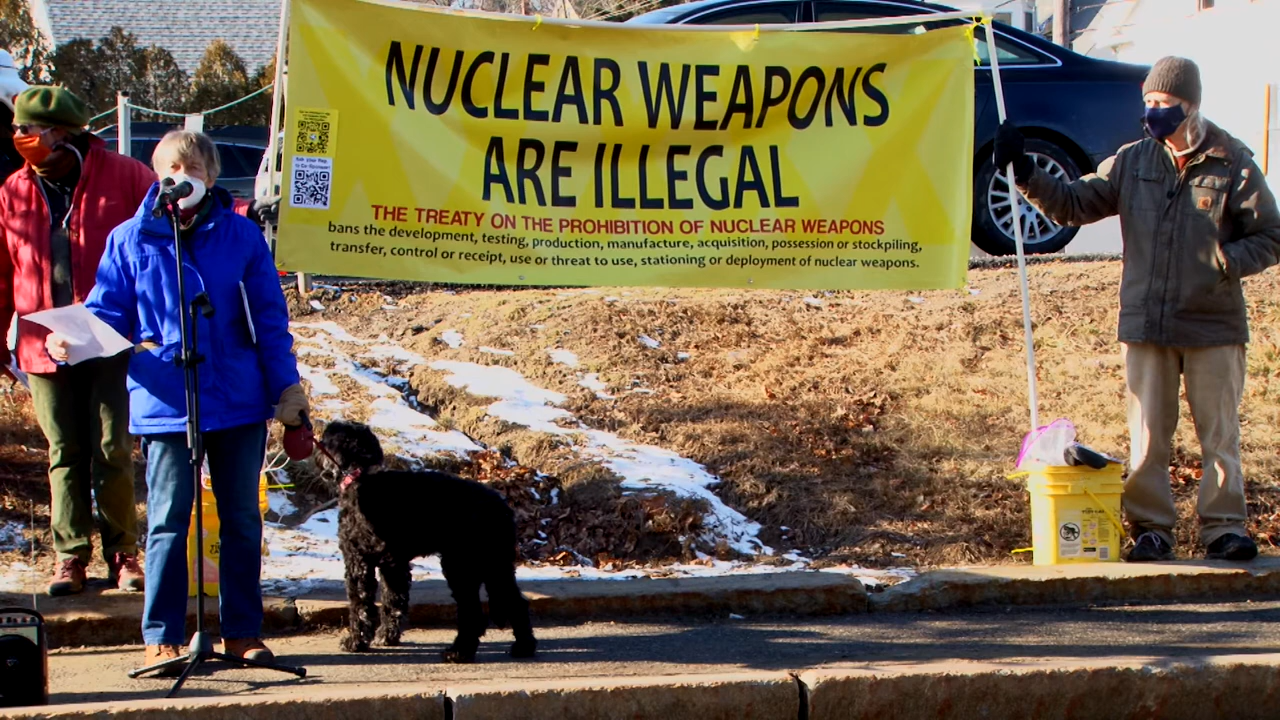 NUCLEAR WEAPONS
ARE ILLEGAL
THE TREATY ON THE PROHIBITION OF NUCLEAR WEAPONS
bans the development, testing, production, manufacture, acquisition, possession or stockpiling,
transfer, control or receipt, use or threat to use, stationing or deployment of nuclear weapons.